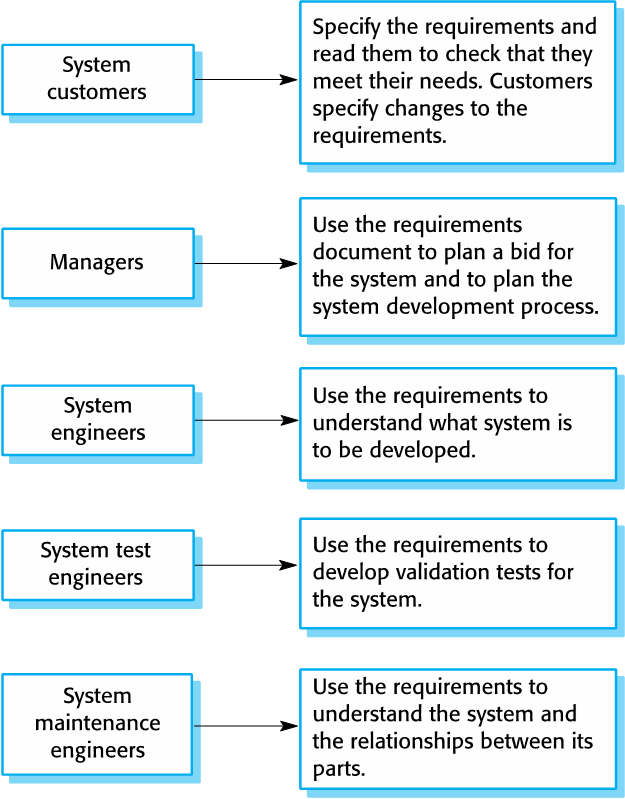 System
customers
Specify the requirements and
read them to check that they
meet their needs. Customers
specify changes to the
requirements.
Managers
Use the requirements
document to plan a bid for
the system and to plan the
system development process.
System
engineers
Use the requirements to
understand what system is
to be developed.
System test
engineers
Use the requirements to
develop validation tests for
the system.
System
maintenance
engineers
Use the requirements to
understand the system and
the relationships between its
parts.